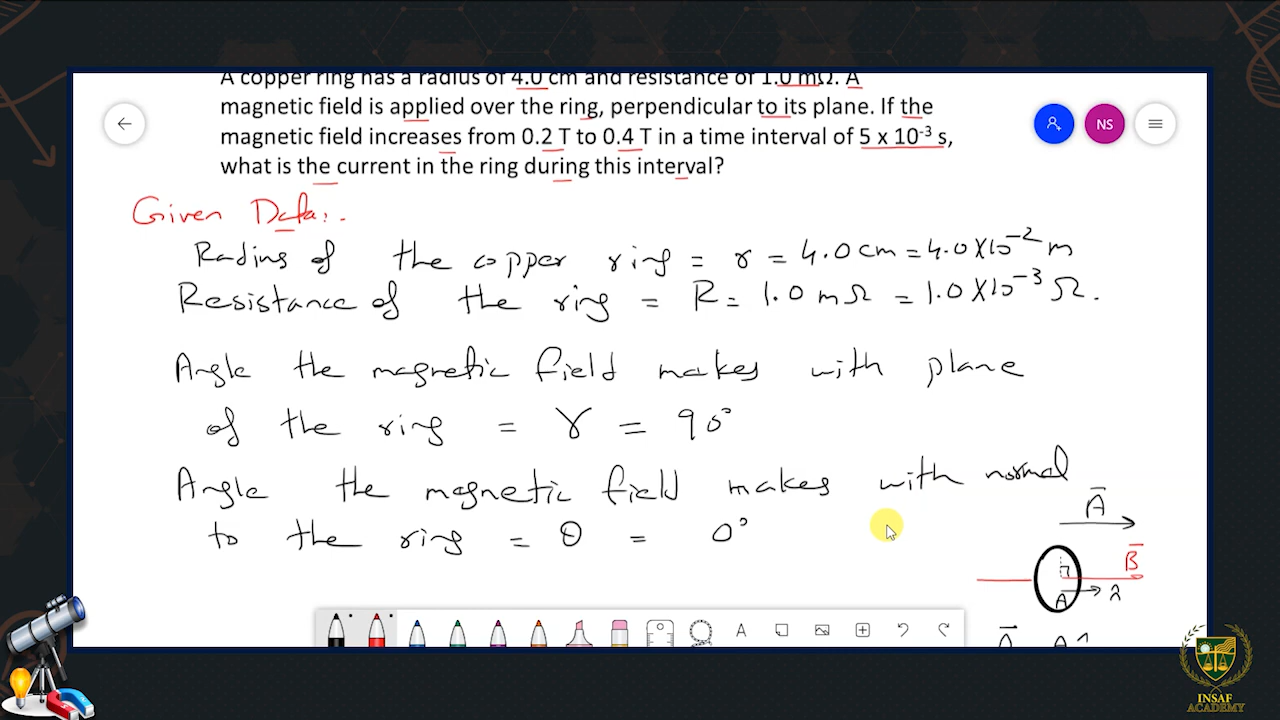 A copper ring has a radius of 4.0 cm and resistance of 1.0 mΩ. A
magnetic field is applied over the ring, perpendicular to its plane. If the
magnetic field increases from 0.2 T to 0.4 T in a time interval of 5 x 10⁻³ s,
what is the current in the ring during this interval?
NS
Given Data:.
Radius of the copper ring = r = 4.0 cm = 4.0 X 10⁻² m
Resistance of the ring = R = 1.0 mΩ = 1.0 X 10⁻³ Ω.
Angle the magnetic field makes with plane
of the ring = γ = 90°
Angle the magnetic field makes with normal
to the ring = θ = 0°
A
B
A
A
INSAF
ACADEMY